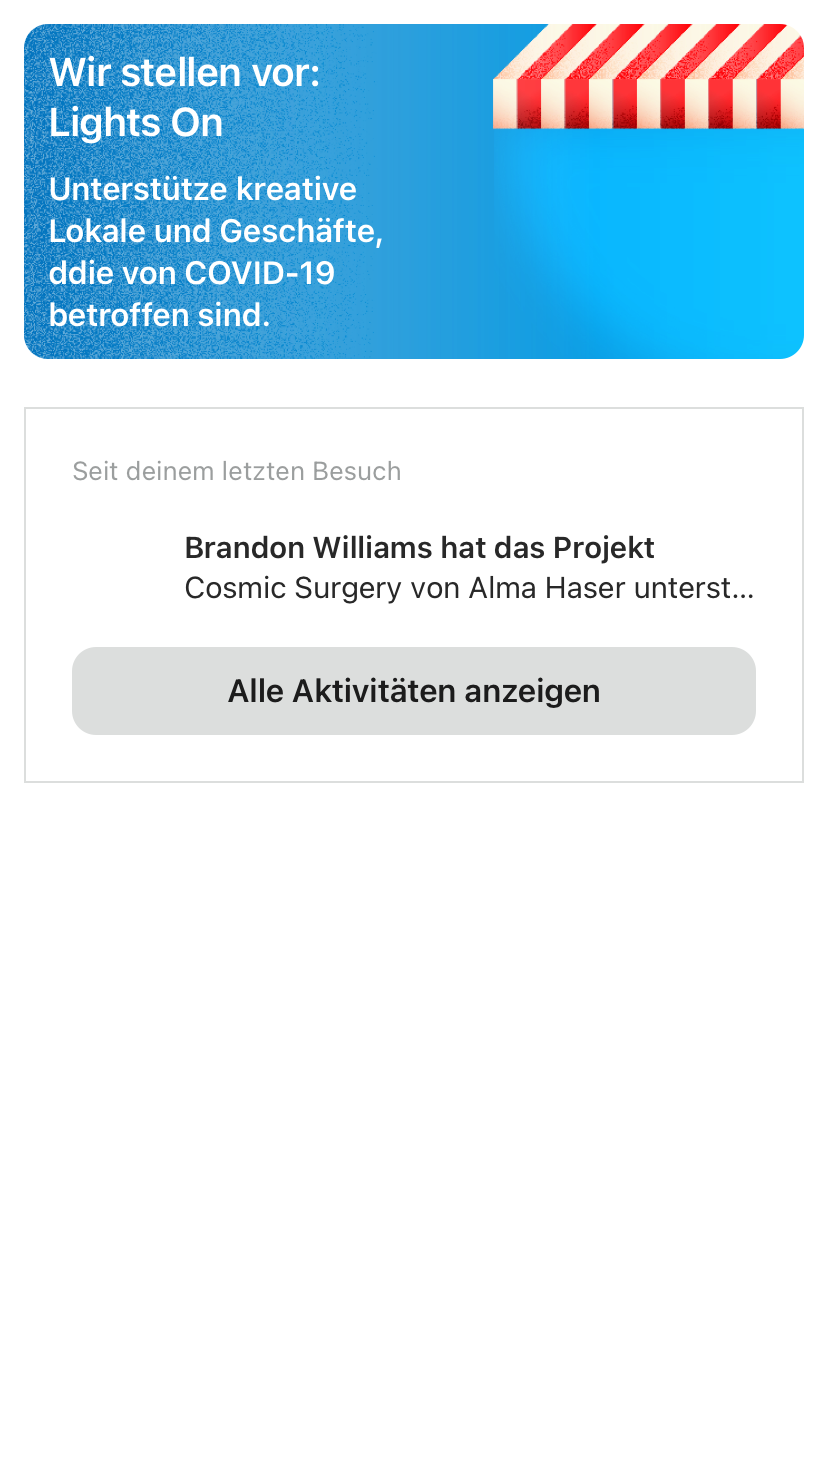 Wir stellen vor:
Lights On
Unterstütze kreative
Lokale und Geschäfte,
ddie von COVID-19
betroffen sind.
Seit deinem letzten Besuch
Brandon Williams hat das Projekt
Cosmic Surgery von Alma Haser unterst...
Alle Aktivitäten anzeigen